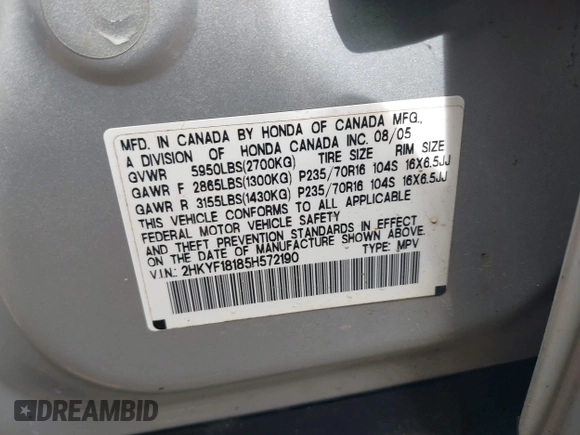 MFD. IN CANADA BY HONDA OF CANADA MFG.,
A DIVISION OF HONDA CANADA INC. 08/05
GVWR 5950LBS(2700KG) TIRE SIZE RIM SIZE
GAWR F 2865LBS(1300KG) P235/70R16 104S 16X6.5JJ
GAWR R 3155LBS(1430KG) P235/70R16 104S 16X6.5JJ
THIS VEHICLE CONFORMS TO ALL APPLICABLE
FEDERAL MOTOR VEHICLE SAFETY
AND THEFT PREVENTION STANDARDS IN EFFECT
ON THE DATE OF MANUFACTURE SHOWN ABOVE.
V.I.N.: 2HKYF18185H572190 TYPE: MPV
DREAMBID